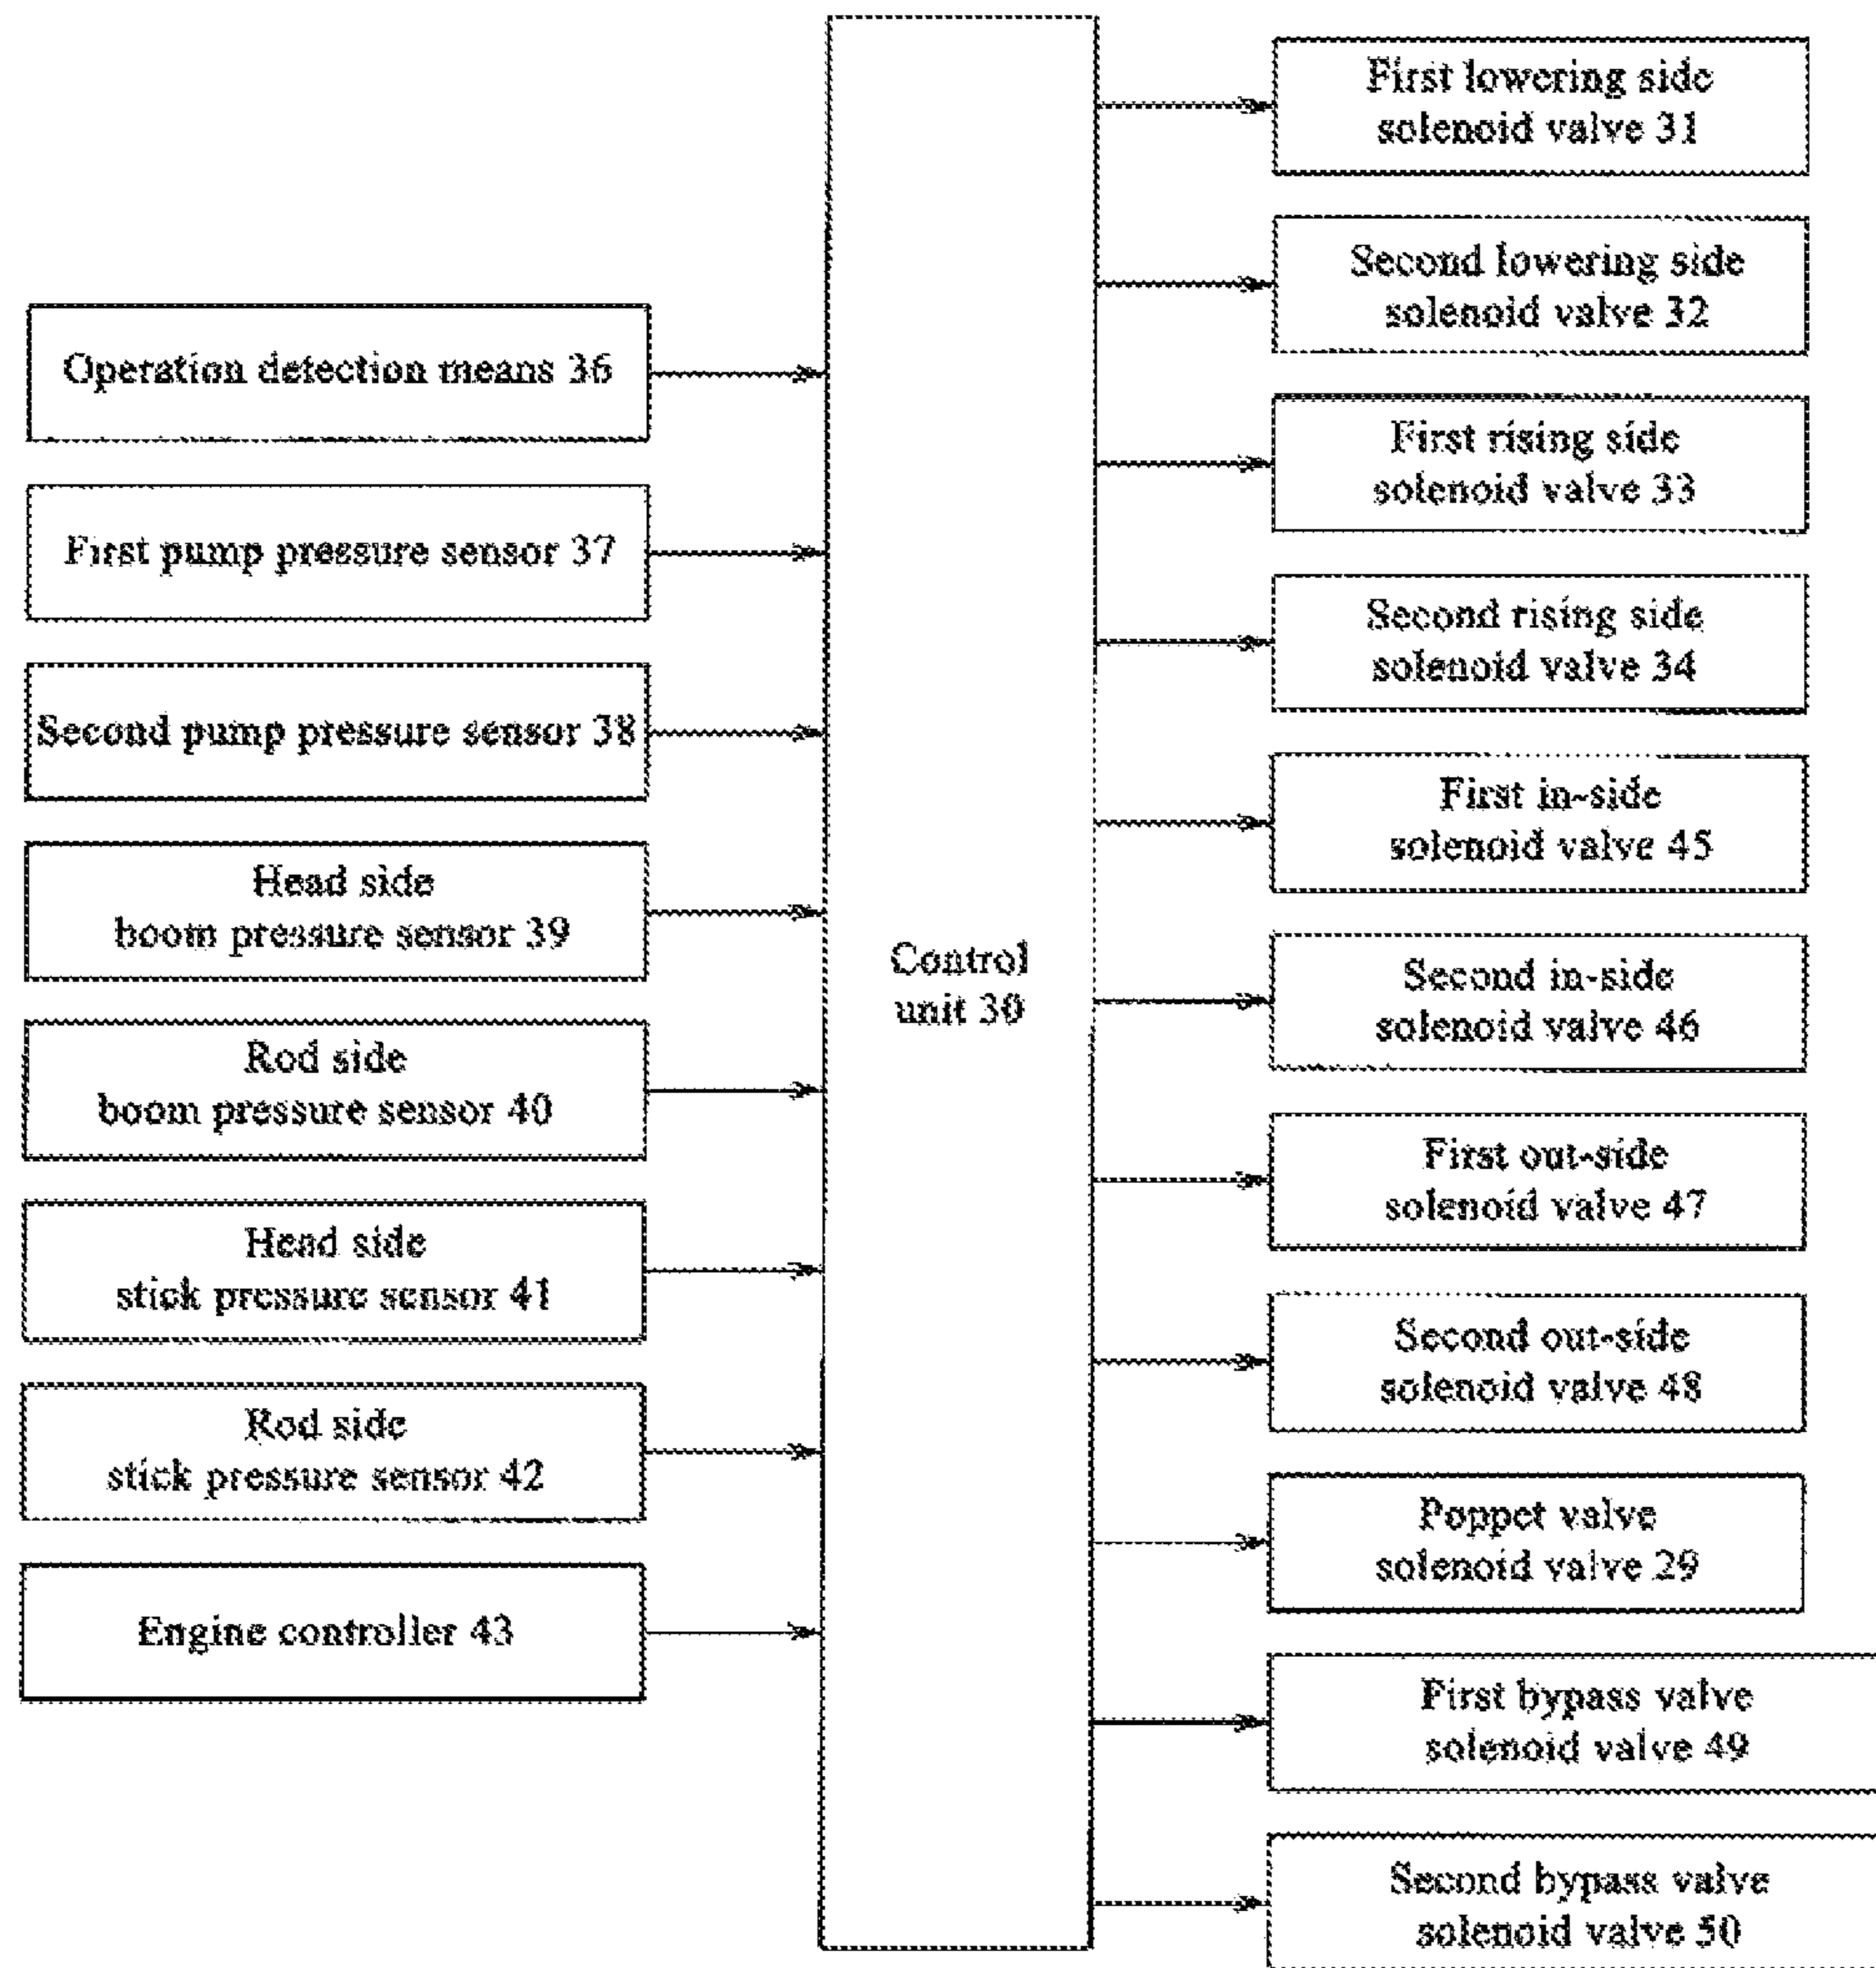 Operation detection means 36
First pump pressure sensor 37
Second pump pressure sensor 38
Head side
boom pressure sensor 39
Rod side
boom pressure sensor 40
Head side
stick pressure sensor 41
Rod side
stick pressure sensor 42
Engine controller 43
Control
unit 30
First lowering side
solenoid valve 31
Second lowering side
solenoid valve 32
First rising side
solenoid valve 33
Second rising side
solenoid valve 34
First in-side
solenoid valve 45
Second in-side
solenoid valve 46
First out-side
solenoid valve 47
Second out-side
solenoid valve 48
Poppet valve
solenoid valve 29
First bypass valve
solenoid valve 49
Second bypass valve
solenoid valve 50